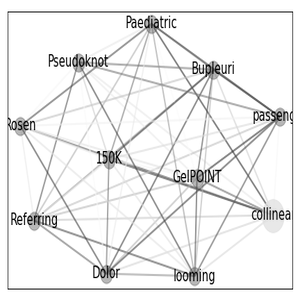 Paediatric
Pseudoknot
Bupleuri
passeng
Rosen
150K
GelPOINT
collinea
Referring
Dolor
looming